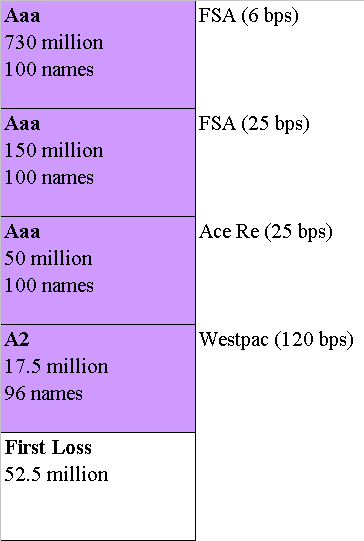 Aaa FSA (6 bps)
730 million
100 names
Aaa FSA (25 bps)
150 million
100 names
Aaa Ace Re (25 bps)
50 million
100 names
A2 Westpac (120 bps)
17.5 million
96 names
First Loss
52.5 million